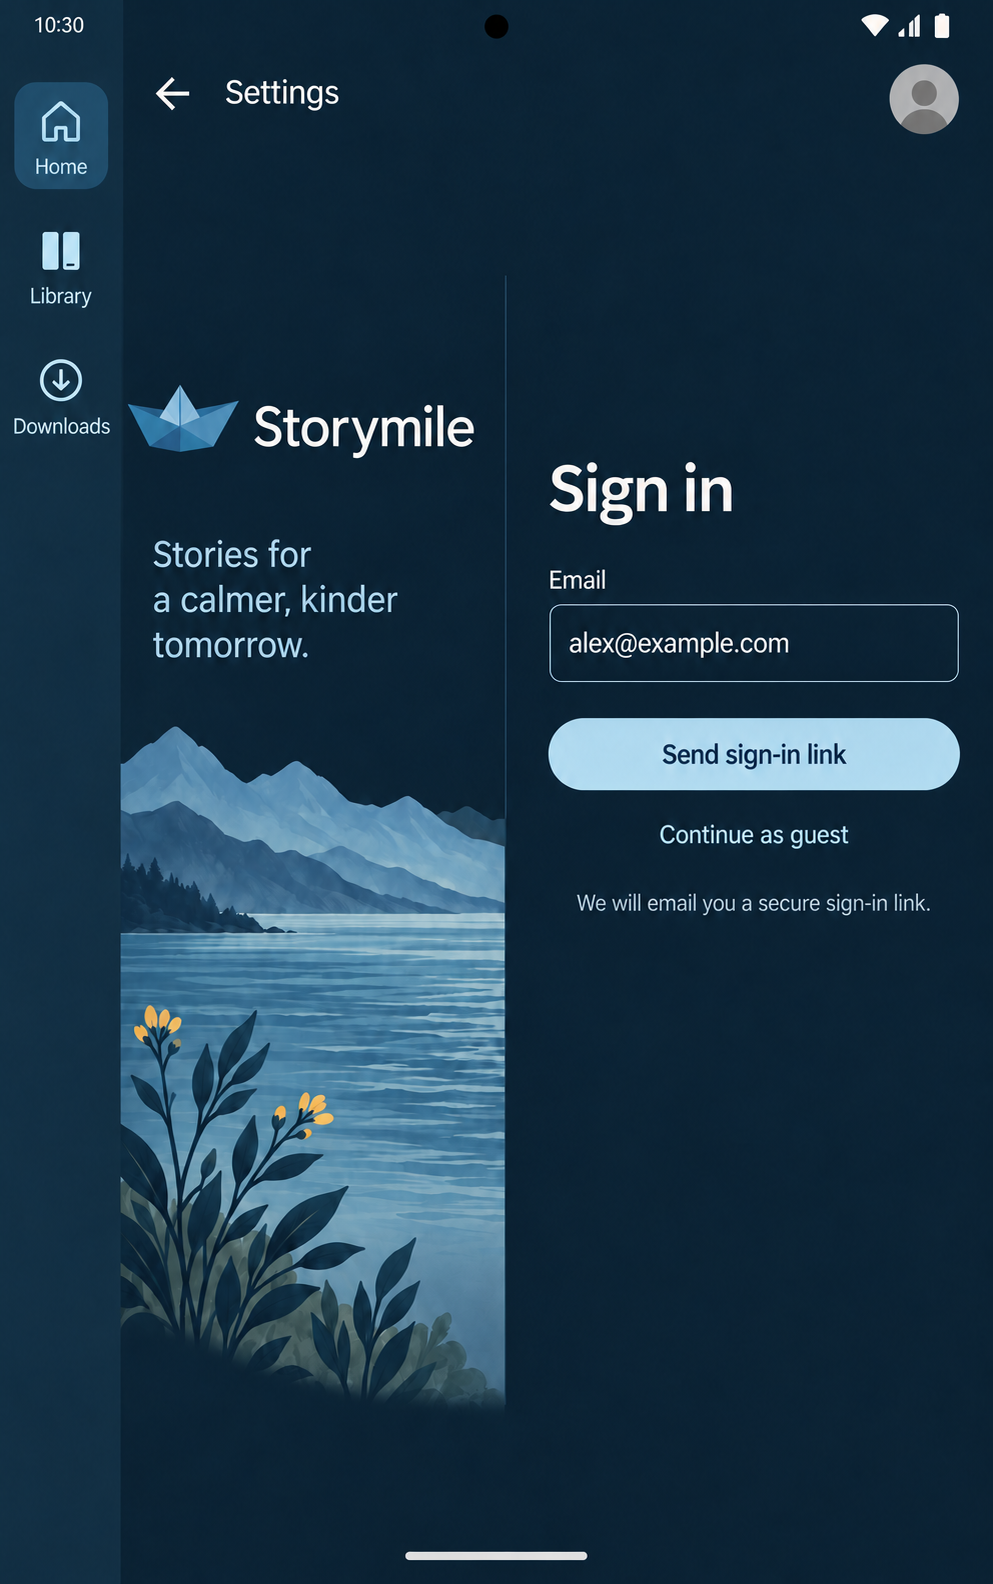 10:30
Settings
Home
Library
Downloads
Storymile
Stories for
a calmer, kinder
tomorrow.
Sign in
Email
alex@example.com
Send sign-in link
Continue as guest
We will email you a secure sign-in link.